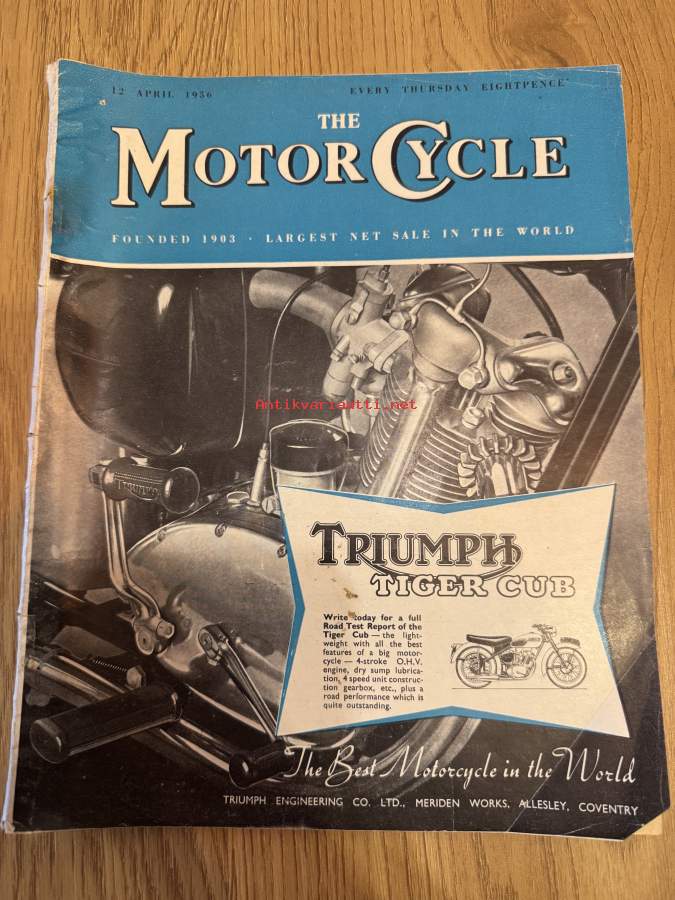 12 APRIL 1956 EVERY THURSDAY EIGHTPENCE
THE
MOTOR CYCLE
FOUNDED 1903 · LARGEST NET SALE IN THE WORLD
Antikvariaatti.net
TRIUMPH
TRIUMPH
TIGER CUB
Write today for a full
Road Test Report of the
Tiger Cub — the light-
weight with all the best
features of a big motor-
cycle — 4-stroke O.H.V.
engine, dry sump lubrica-
tion, 4 speed unit construc-
tion gearbox, etc., plus a
road performance which is
quite outstanding.
The Best Motorcycle in the World
TRIUMPH ENGINEERING CO. LTD., MERIDEN WORKS, ALLESLEY, COVENTRY